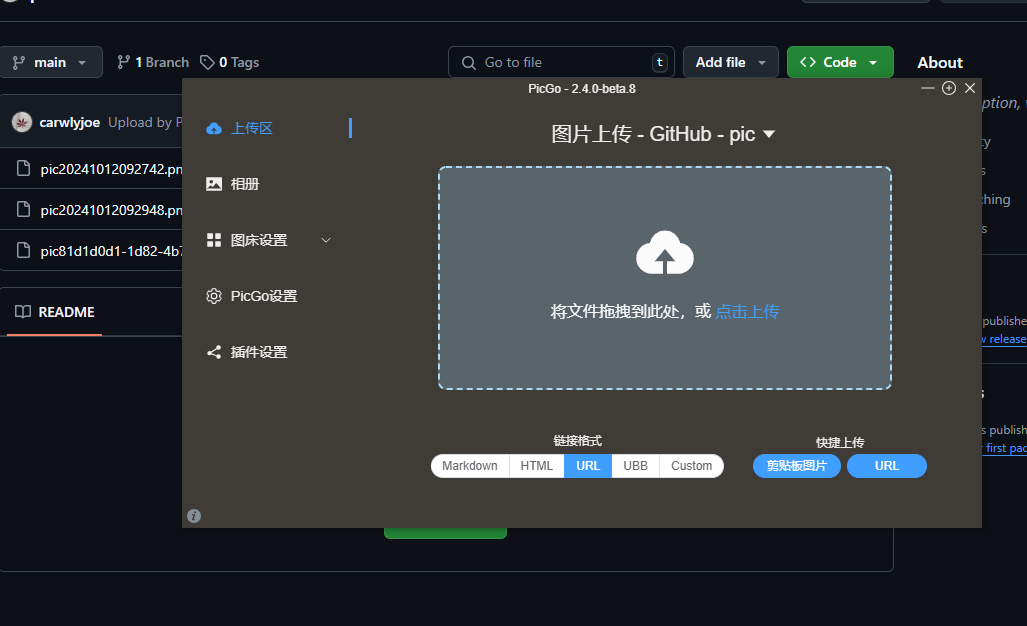 main
1 Branch
0 Tags
Go to file
t
Add file
Code
About
carwlyjoe Upload by P
pic20241012092742.pn
pic20241012092948.pn
pic81d1d0d1-1d82-4b7
README
PicGo - 2.4.0-beta.8
上传区
相册
图床设置
PicGo设置
插件设置
图片上传 - GitHub - pic
将文件拖拽到此处，或 点击上传
链接格式
Markdown HTML URL UBB Custom
快捷上传
剪贴板图片 URL
ption,
publishe
release
publish
first pac